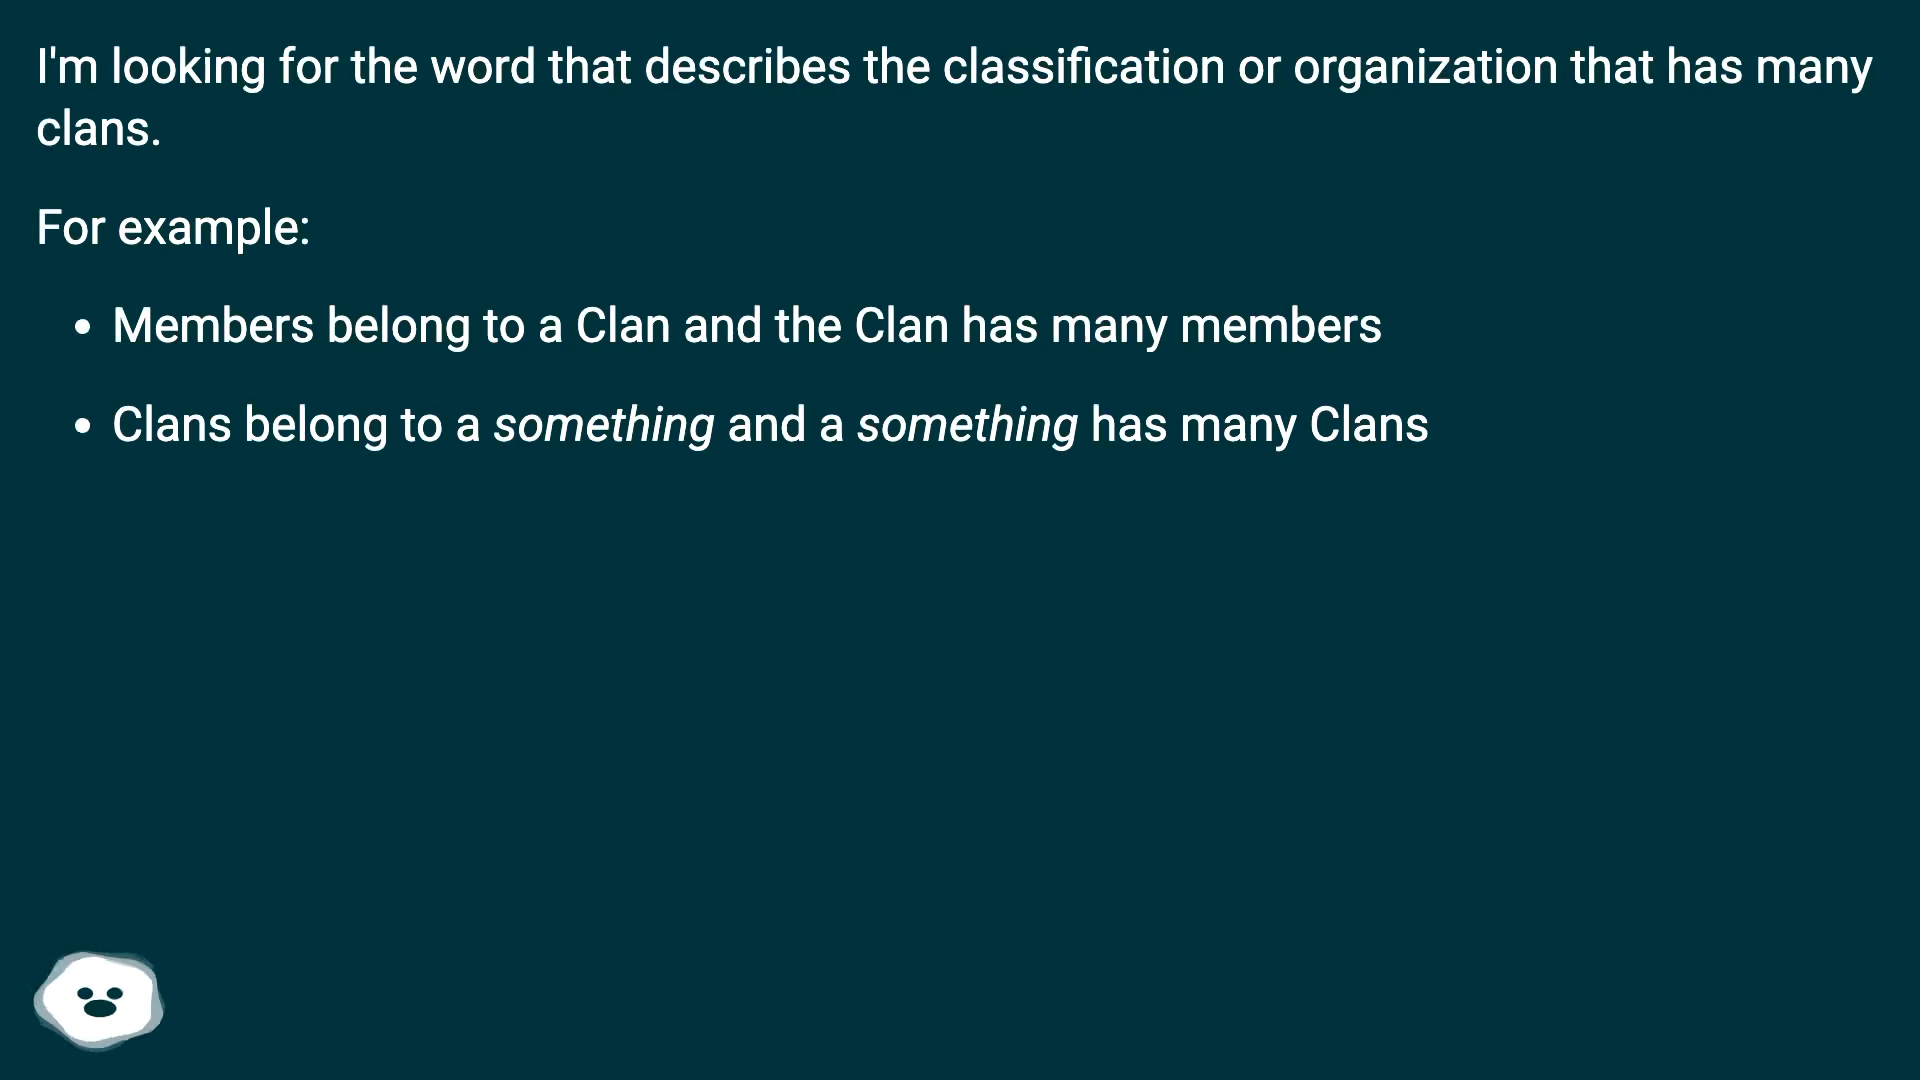 I'm looking for the word that describes the classification or organization that has many
clans.
For example:
• Members belong to a Clan and the Clan has many members
• Clans belong to a something and a something has many Clans